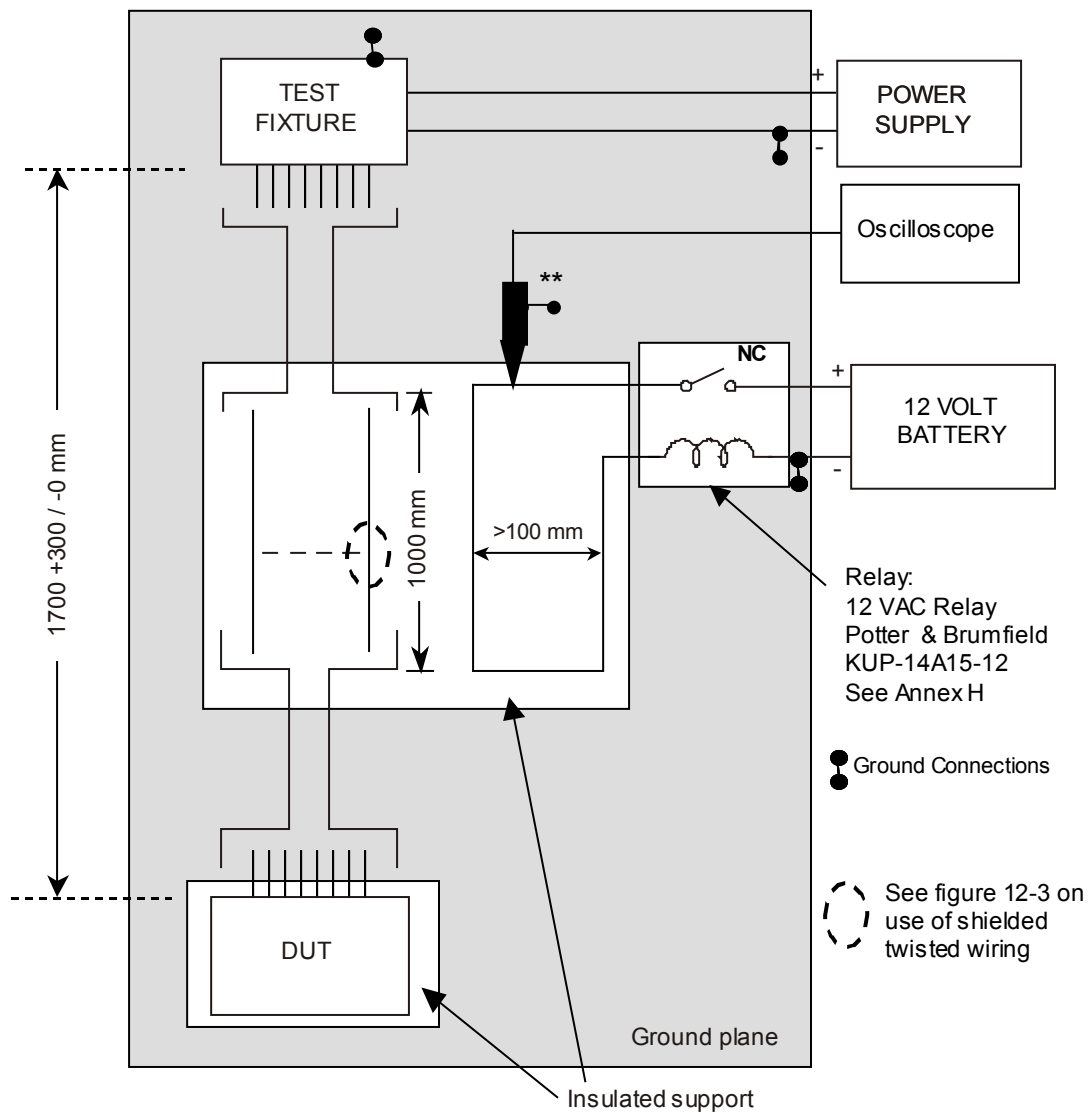 TEST
FIXTURE
+
-
POWER
SUPPLY
Oscilloscope
**
NC
+
-
12 VOLT
BATTERY
1700 +300 / -0 mm
1000 mm
>100 mm
Relay:
12 VAC Relay
Potter & Brumfield
KUP-14A15-12
See Annex H
Ground Connections
See figure 12-3 on
use of shielded
twisted wiring
DUT
Ground plane
Insulated support